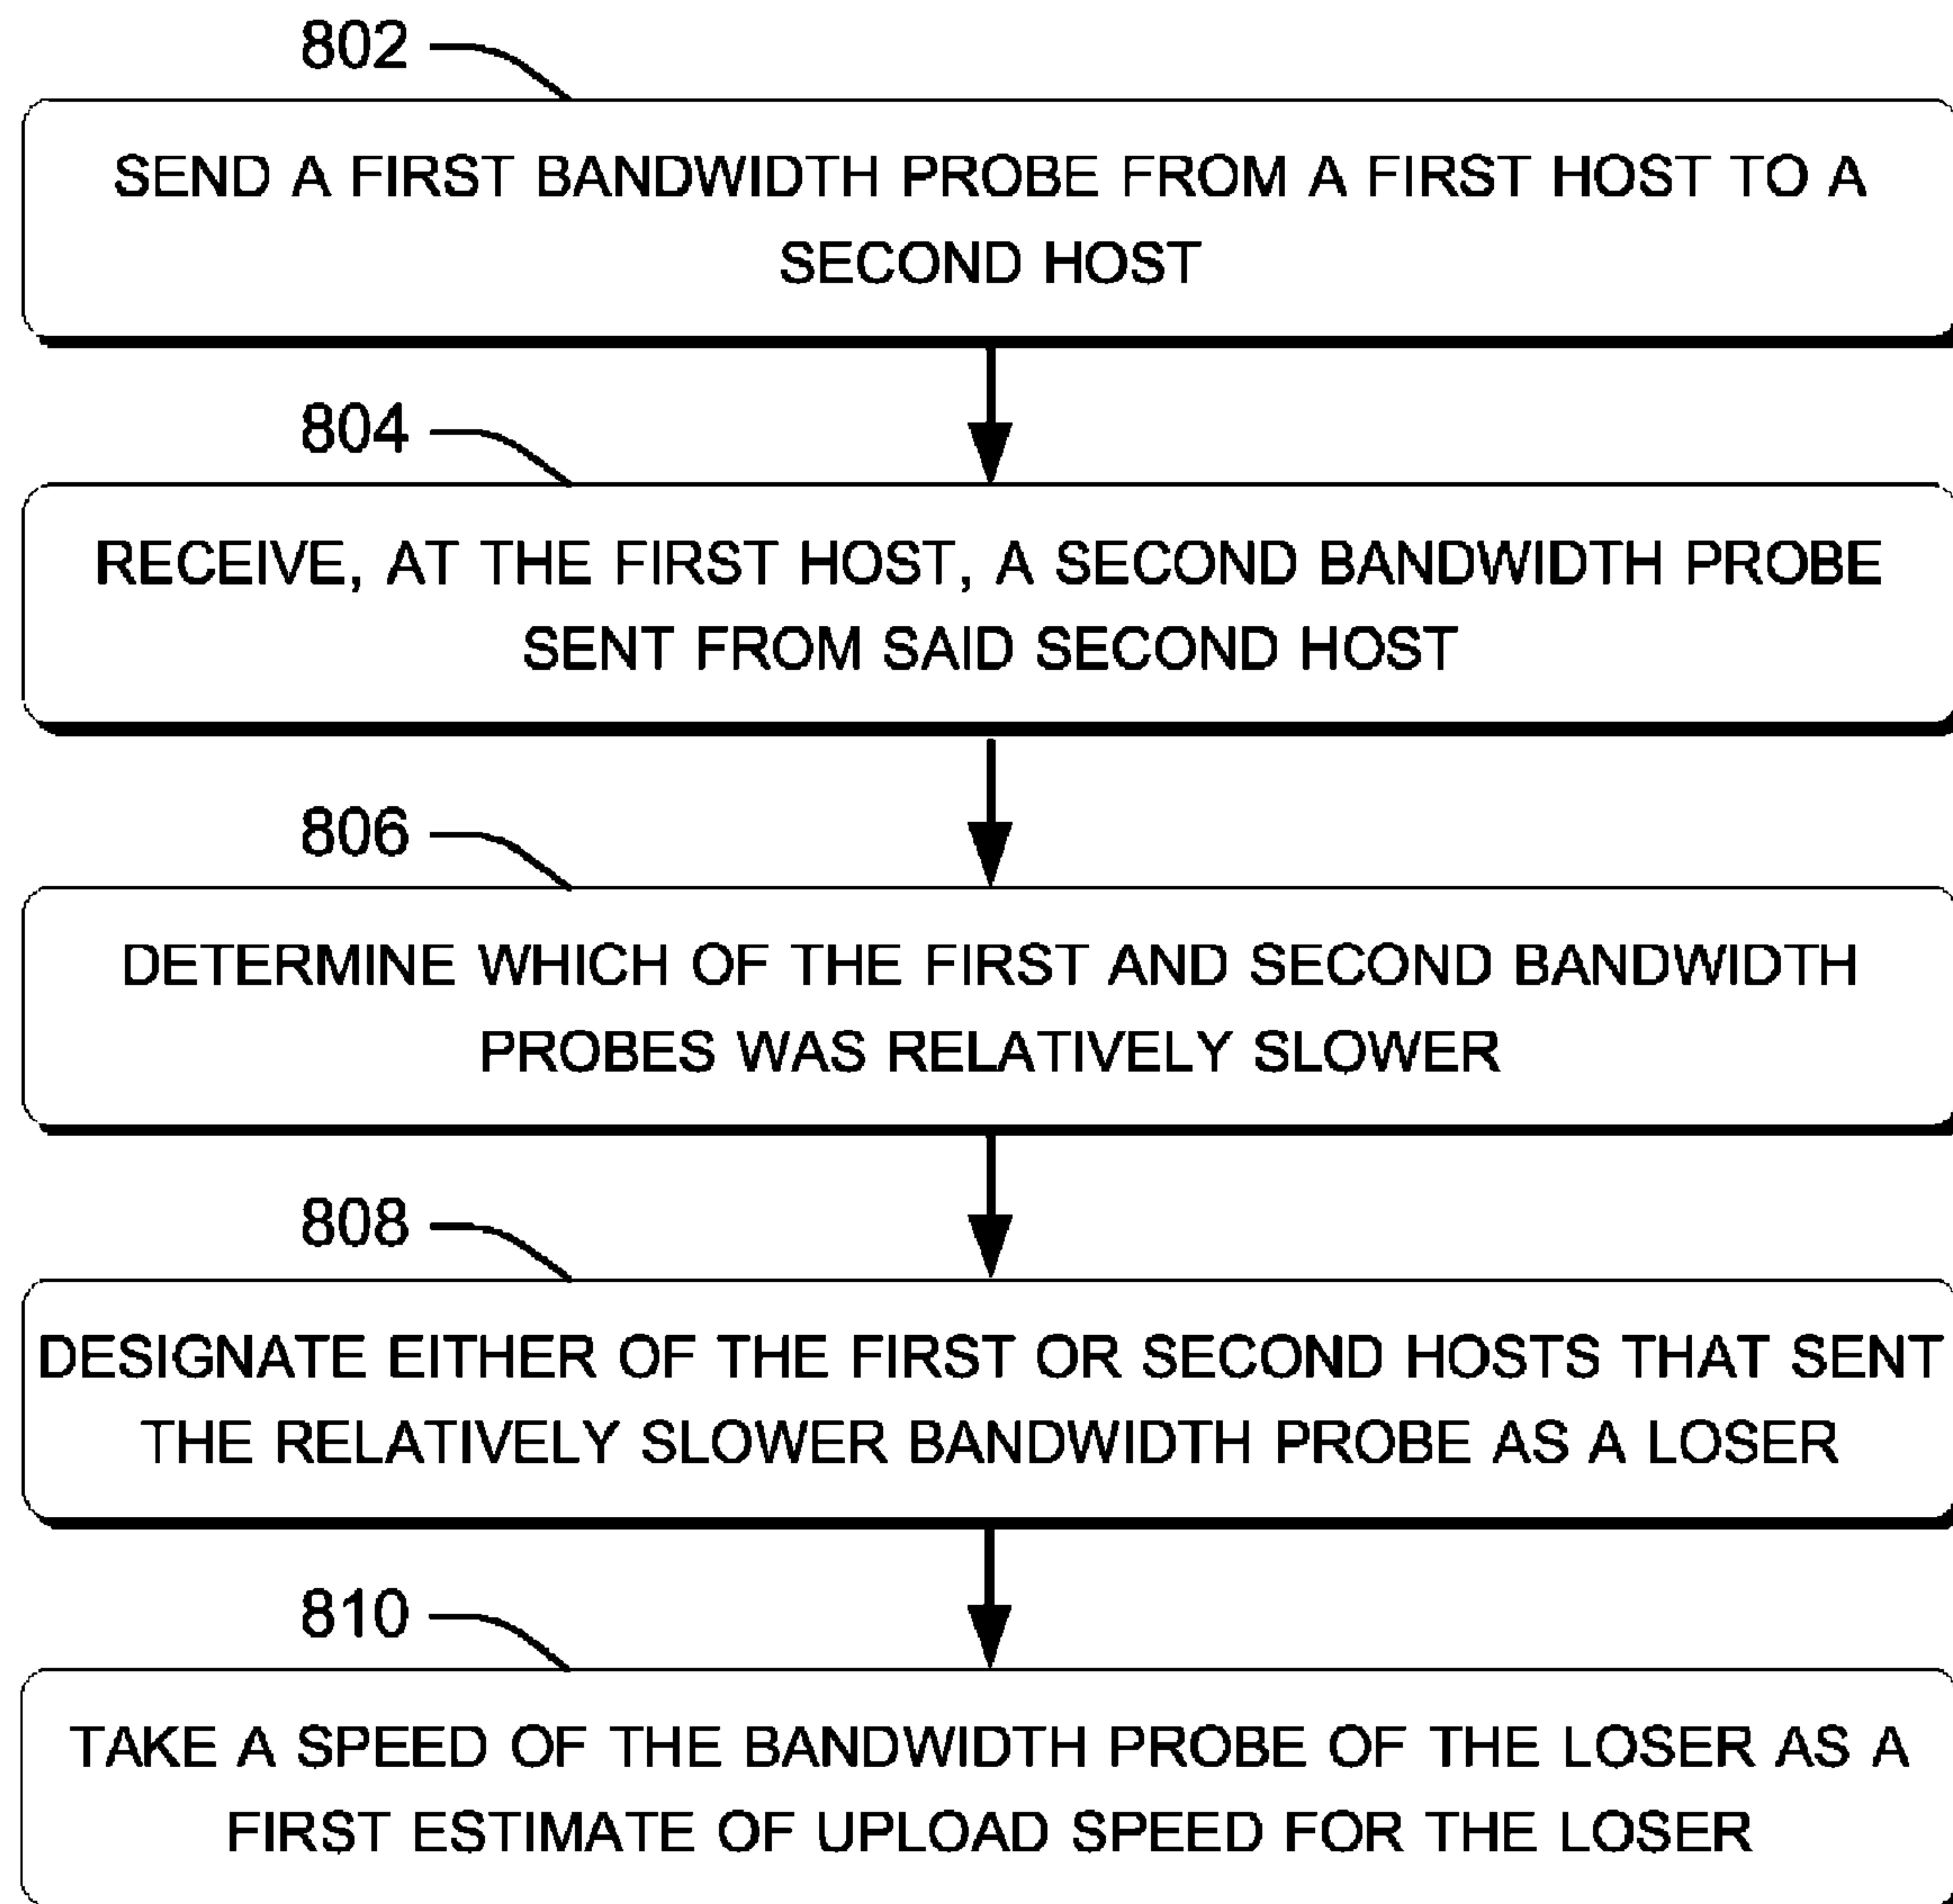 802
SEND A FIRST BANDWIDTH PROBE FROM A FIRST HOST TO A
SECOND HOST
804
RECEIVE, AT THE FIRST HOST, A SECOND BANDWIDTH PROBE
SENT FROM SAID SECOND HOST
806
DETERMINE WHICH OF THE FIRST AND SECOND BANDWIDTH
PROBES WAS RELATIVELY SLOWER
808
DESIGNATE EITHER OF THE FIRST OR SECOND HOSTS THAT SENT
THE RELATIVELY SLOWER BANDWIDTH PROBE AS A LOSER
810
TAKE A SPEED OF THE BANDWIDTH PROBE OF THE LOSER AS A
FIRST ESTIMATE OF UPLOAD SPEED FOR THE LOSER